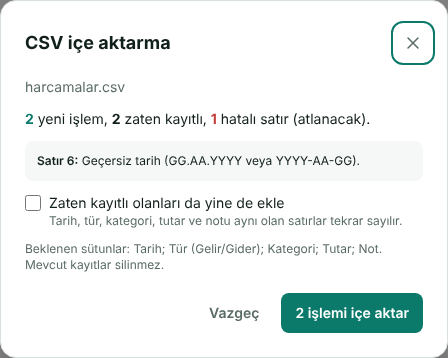 CSV içe aktarma
harcamalar.csv
2 yeni işlem, 2 zaten kayıtlı, 1 hatalı satır (atlanacak).
Satır 6: Geçersiz tarih (GG.AA.YYYY veya YYYY-AA-GG).
Zaten kayıtlı olanları da yine de ekle
Tarih, tür, kategori, tutar ve notu aynı olan satırlar tekrar sayılır.
Beklenen sütunlar: Tarih; Tür (Gelir/Gider); Kategori; Tutar; Not.
Mevcut kayıtlar silinmez.
Vazgeç
2 işlemi içe aktar